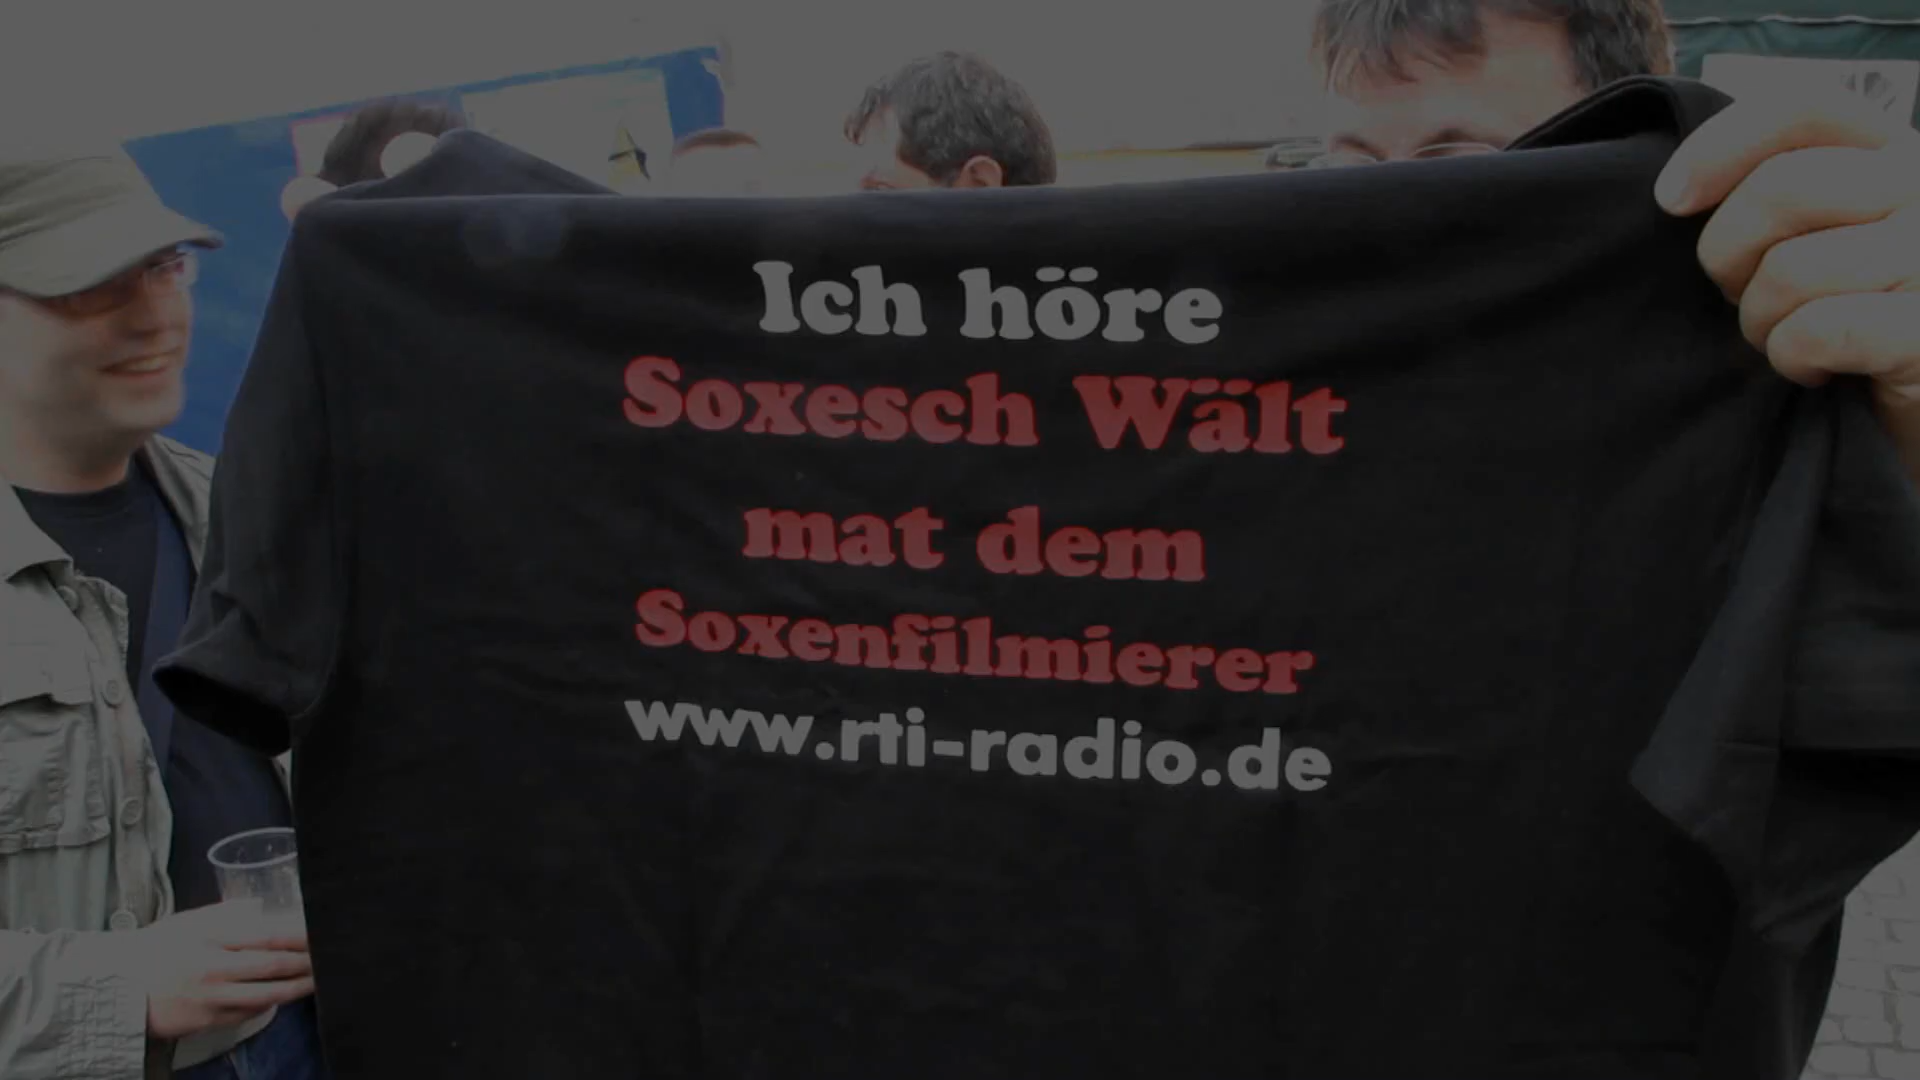 Ich höre
Soxesch Wält
mat dem
Soxenfilmierer
www.rti-radio.de